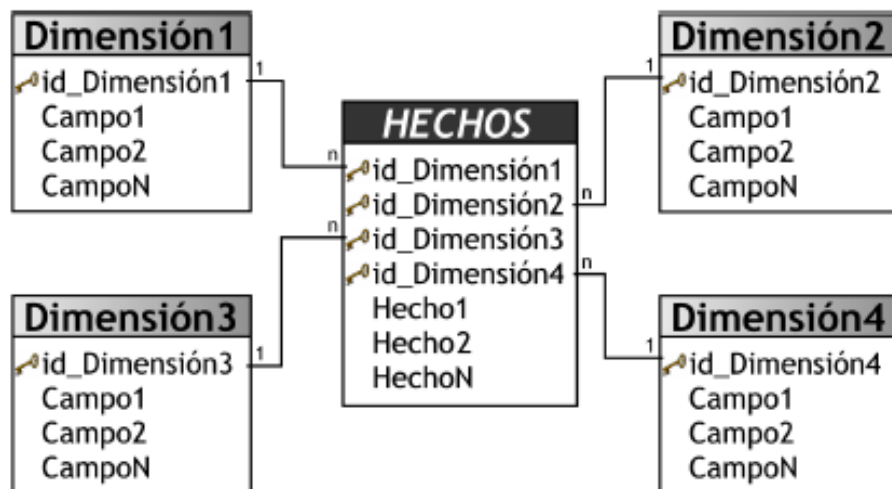 Dimensión1
id_Dimensión1
Campo1
Campo2
CampoN
1
Dimensión2
id_Dimensión2
Campo1
Campo2
CampoN
1
HECHOS
id_Dimensión1
id_Dimensión2
id_Dimensión3
id_Dimensión4
Hecho1
Hecho2
HechoN
n
n
n
n
Dimensión3
id_Dimensión3
Campo1
Campo2
CampoN
1
Dimensión4
id_Dimensión4
Campo1
Campo2
CampoN
1